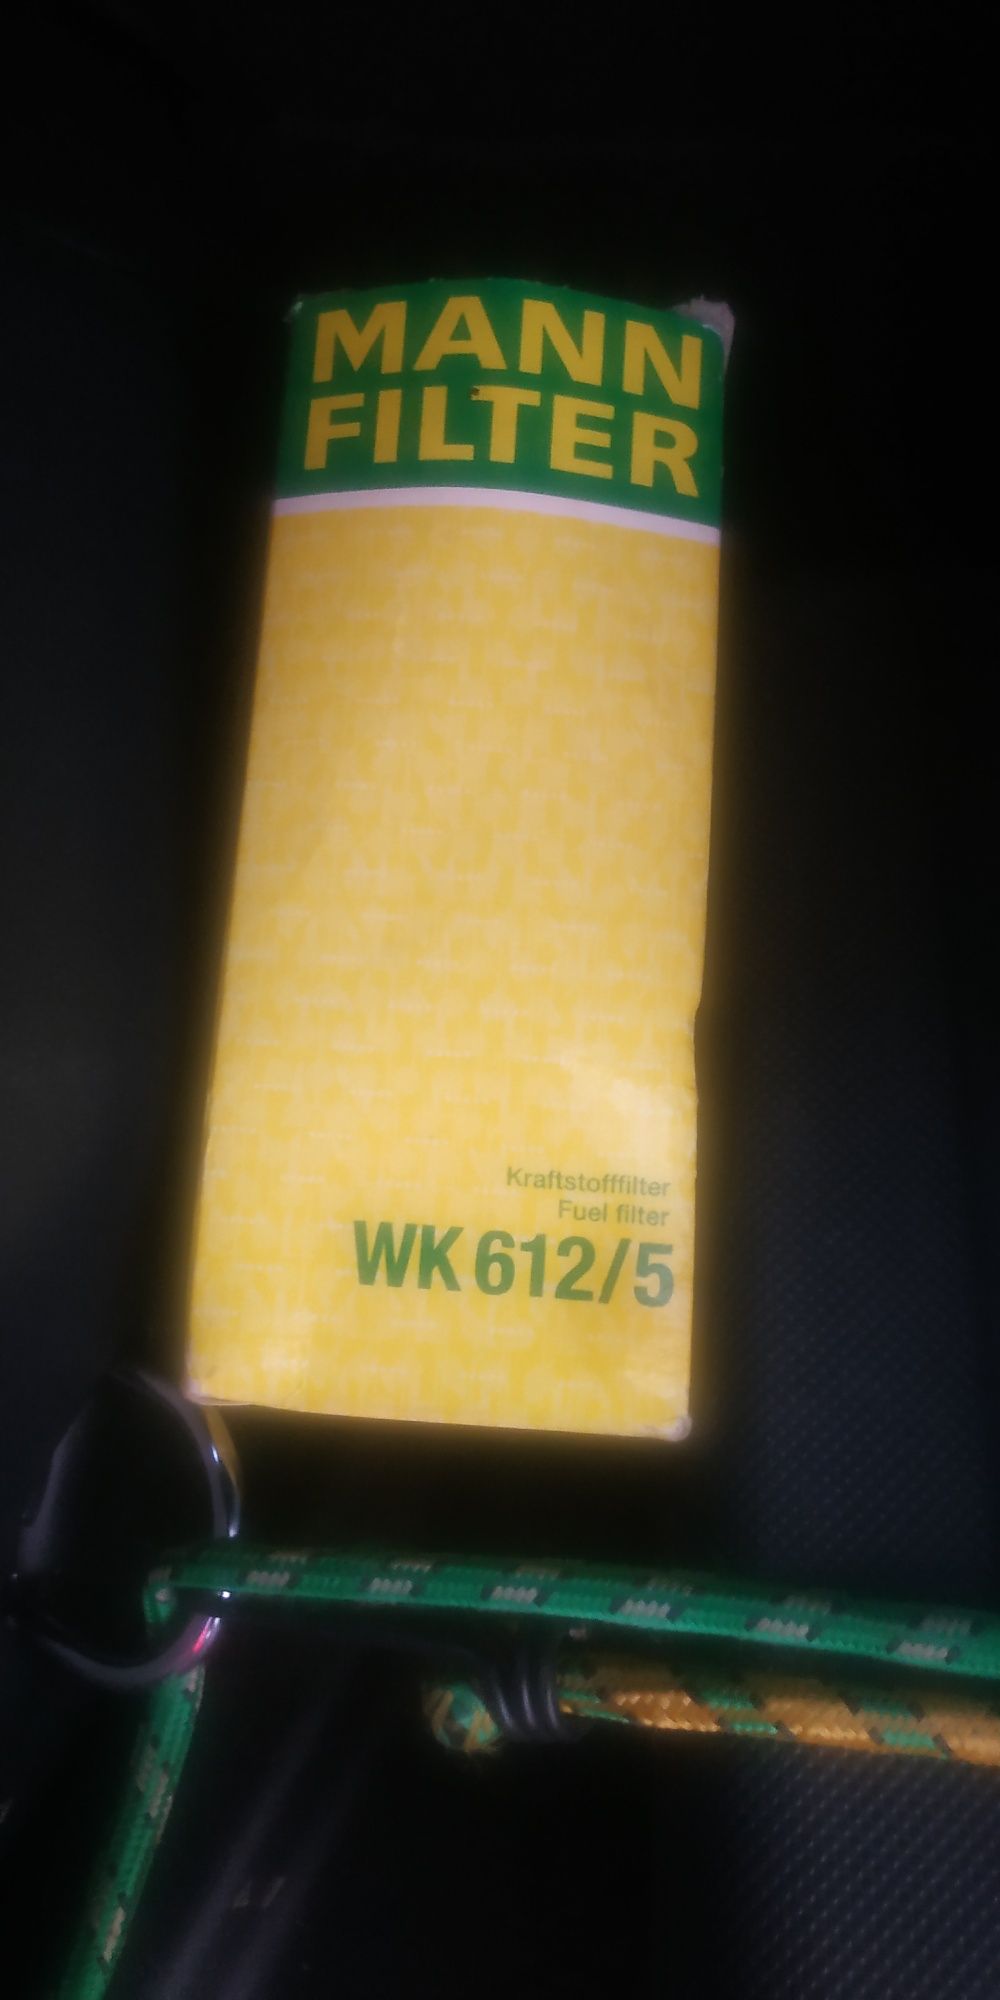 MANN
FILTER
Kraftstofffilter
Fuel filter
WK 612/5